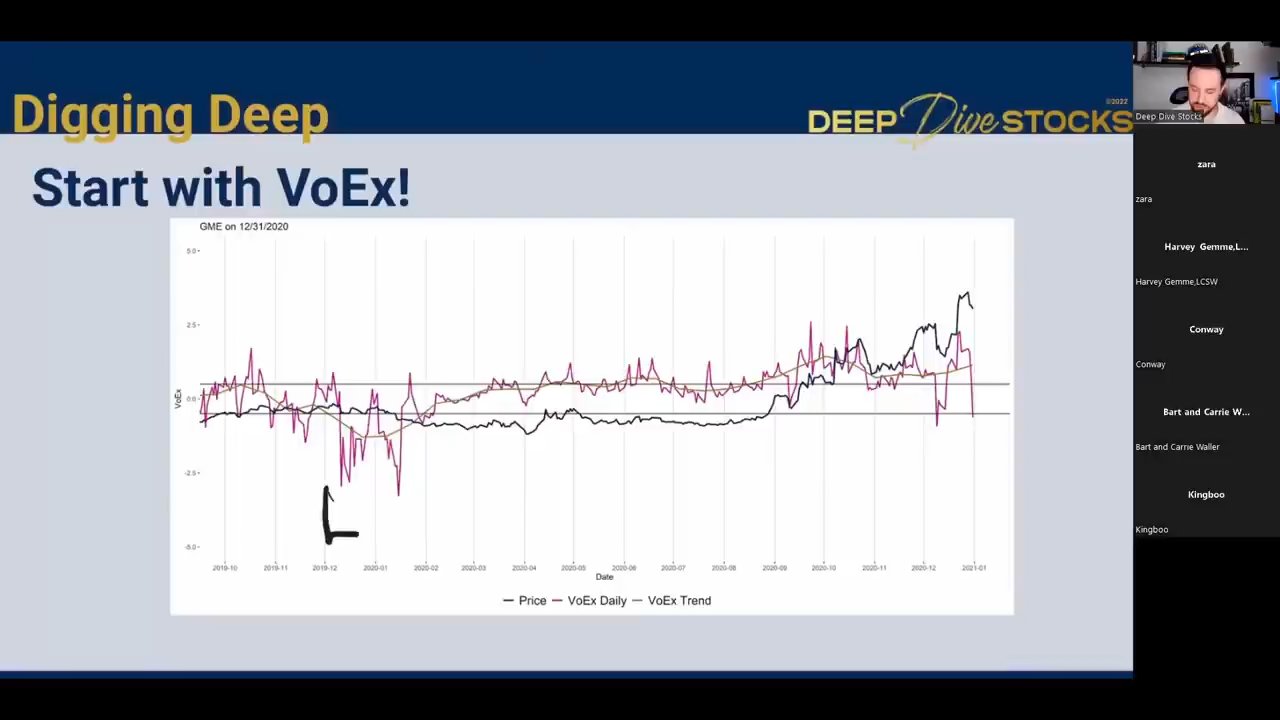 Digging Deep
©2022
DEEP Dive STOCKS
Start with VoEx!
GME on 12/31/2020
5.0
2.5
0.0
-2.5
-5.0
VoEx
2019-10 2019-11 2019-12 2020-01 2020-02 2020-03 2020-04 2020-05 2020-06 2020-07 2020-08 2020-09 2020-10 2020-11 2020-12 2021-01
Date
Price VoEx Daily VoEx Trend
Deep Dive Stocks
zara
zara
Harvey Gemme,L...
Harvey Gemme,LCSW
Conway
Conway
Bart and Carrie W...
Bart and Carrie Waller
Kingboo
Kingboo